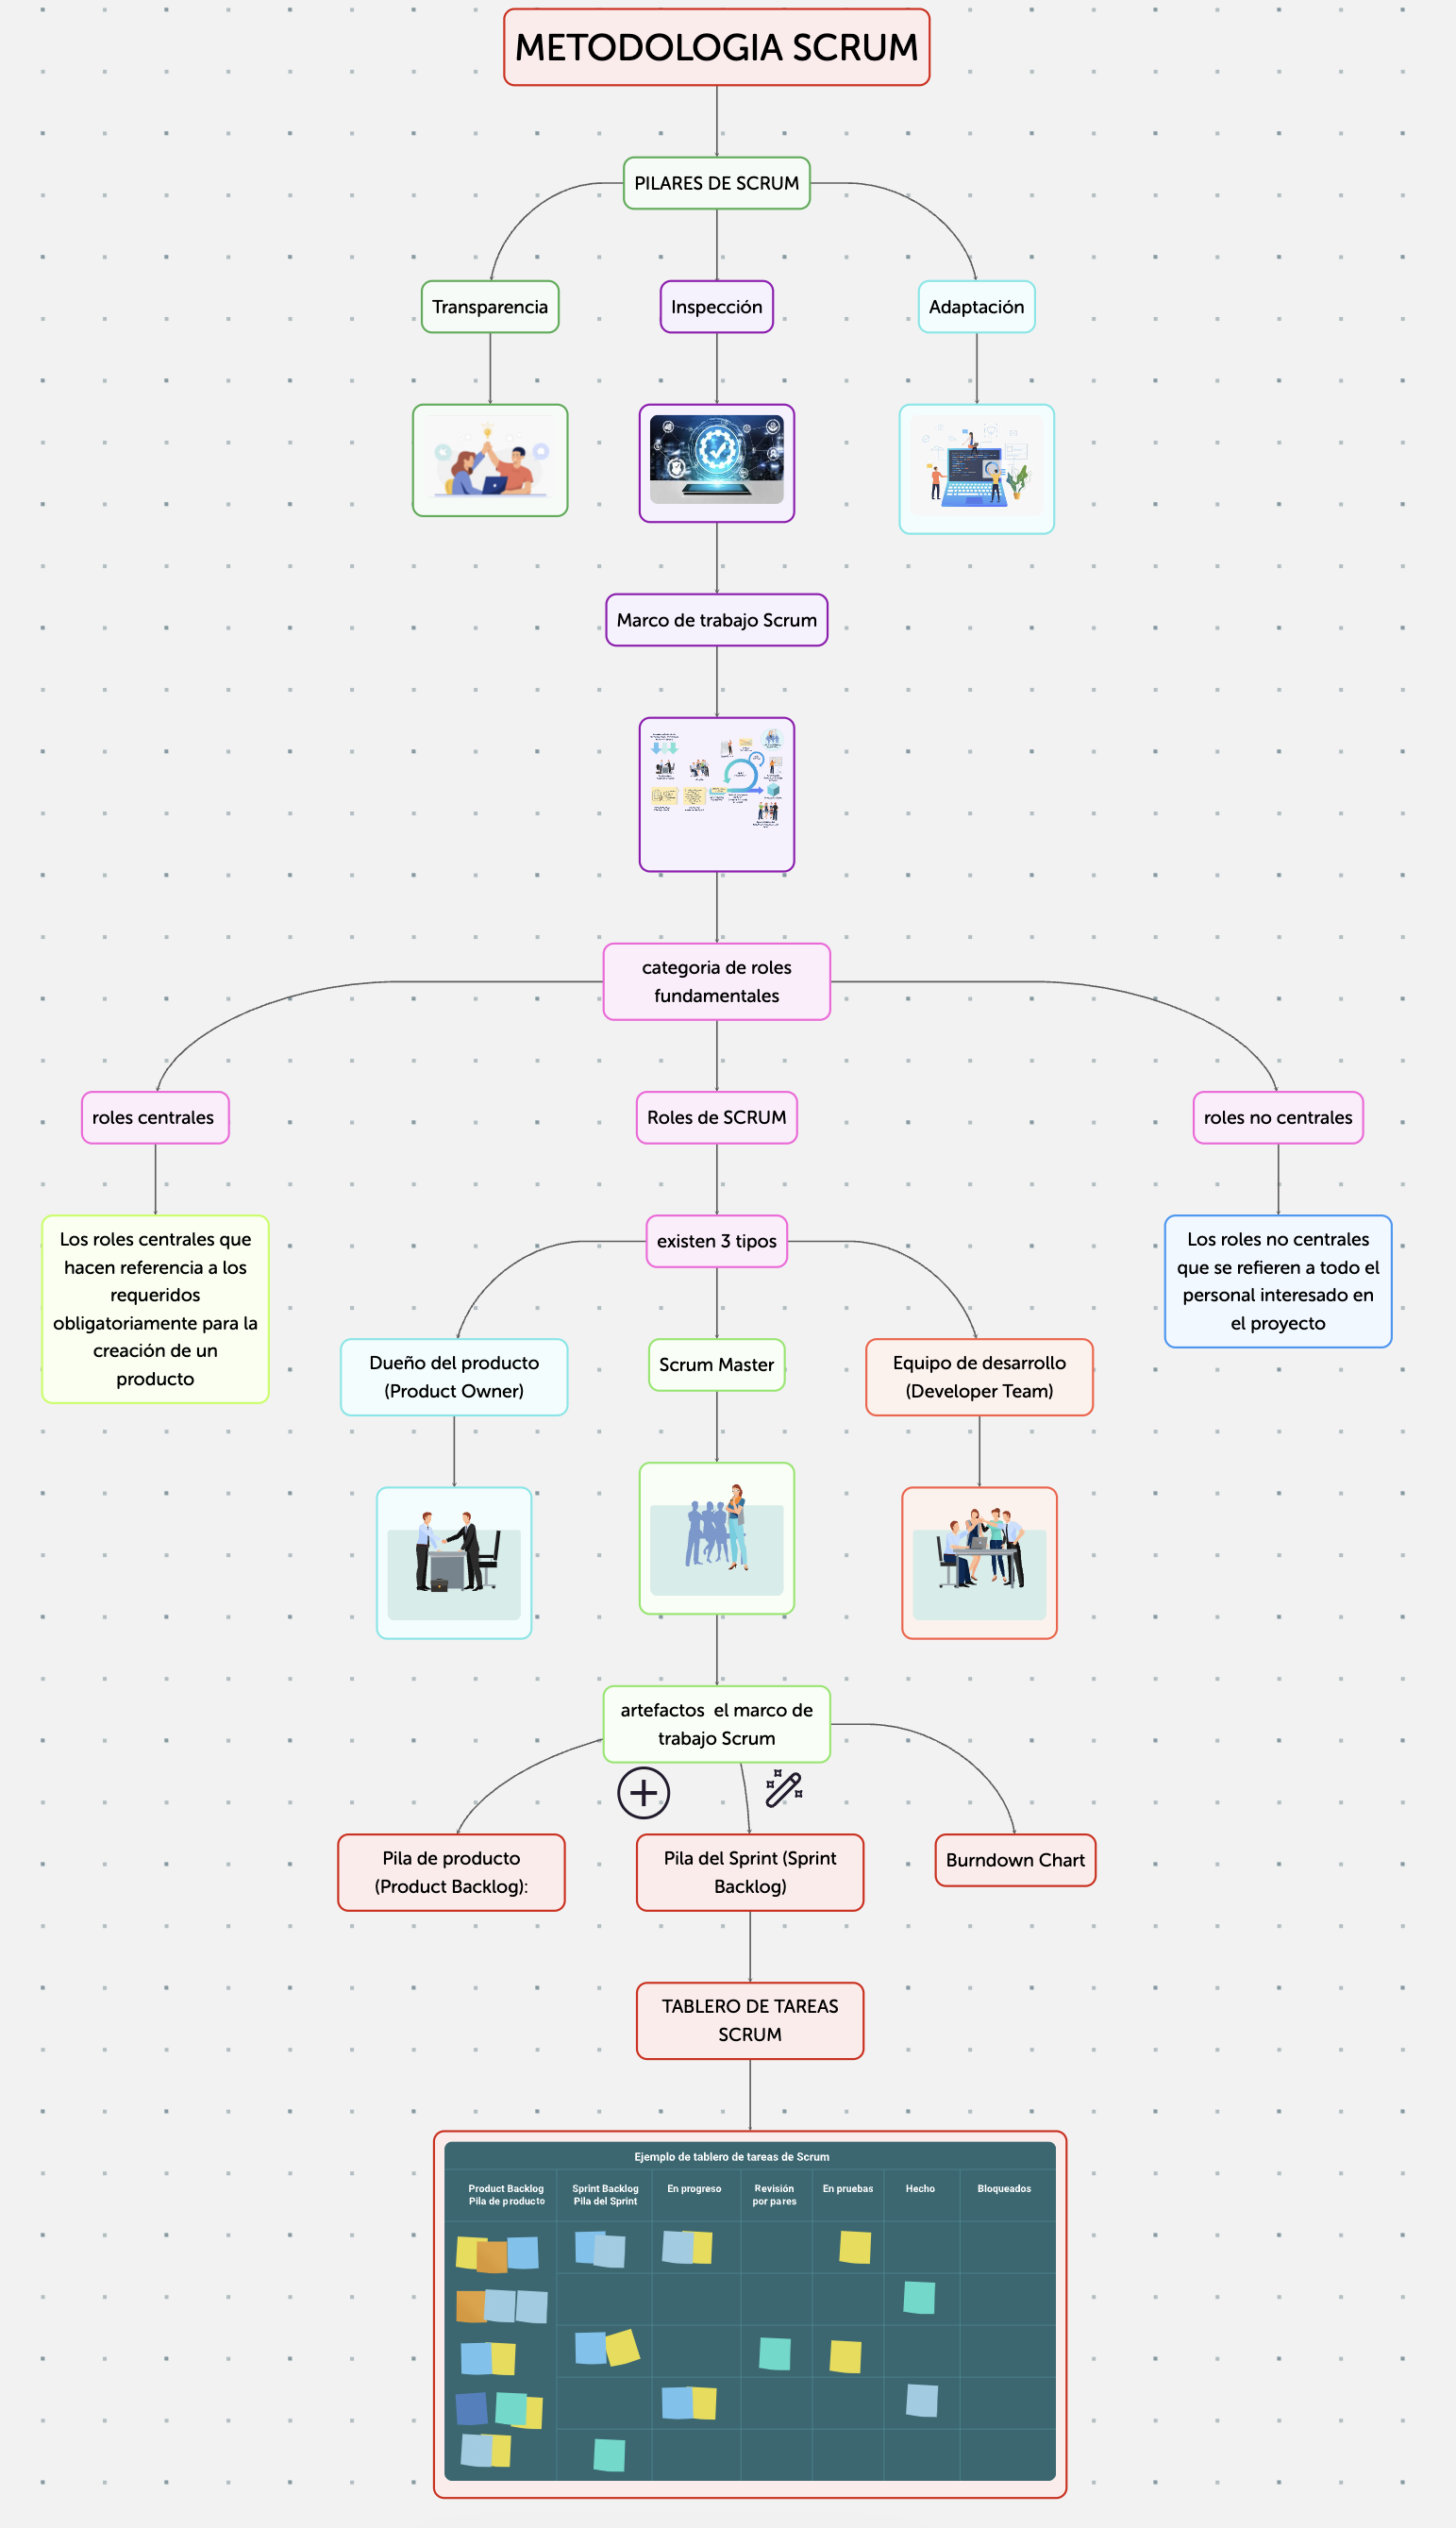 METODOLOGIA SCRUM
PILARES DE SCRUM
Transparencia
Inspección
Adaptación
Marco de trabajo Scrum
categoria de roles
fundamentales
roles centrales
Roles de SCRUM
roles no centrales
Los roles centrales que
hacen referencia a los
requeridos
obligatoriamente para la
creación de un
producto
existen 3 tipos
Los roles no centrales
que se refieren a todo el
personal interesado en
el proyecto
Dueño del producto
(Product Owner)
Scrum Master
Equipo de desarrollo
(Developer Team)
artefactos  el marco de
trabajo Scrum
Pila de producto
(Product Backlog):
Pila del Sprint (Sprint
Backlog)
Burndown Chart
TABLERO DE TAREAS
SCRUM
Ejemplo de tablero de tareas de Scrum
Product Backlog
Pila de producto
Sprint Backlog
Pila del Sprint
En progreso
Revisión
por pares
En pruebas
Hecho
Bloqueados